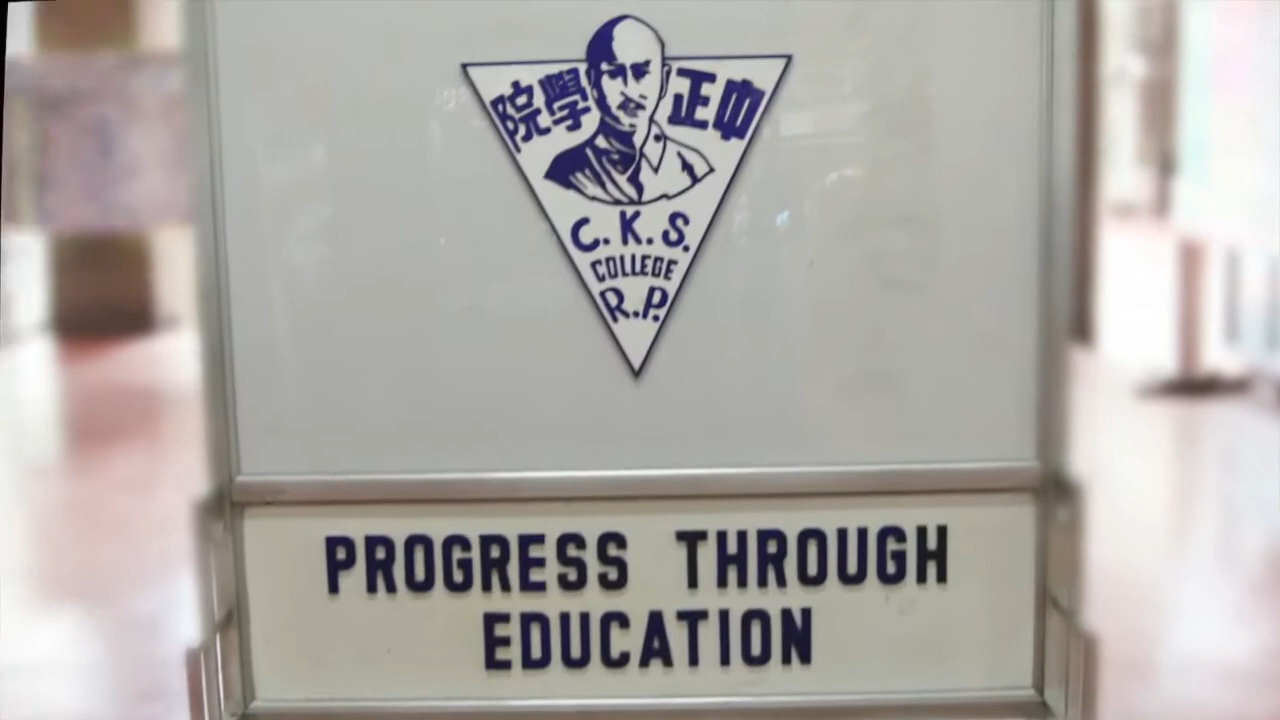 中正學院
C. K. S.
COLLEGE
R.P.
PROGRESS THROUGH
EDUCATION